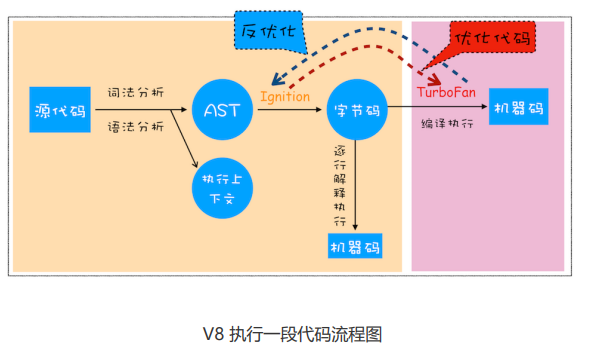 反优化
优化代码
源代码
词法分析
语法分析
AST
Ignition
字节码
TurboFan
编译执行
机器码
执行上
下文
逐行解释执行
机器码
V8 执行一段代码流程图